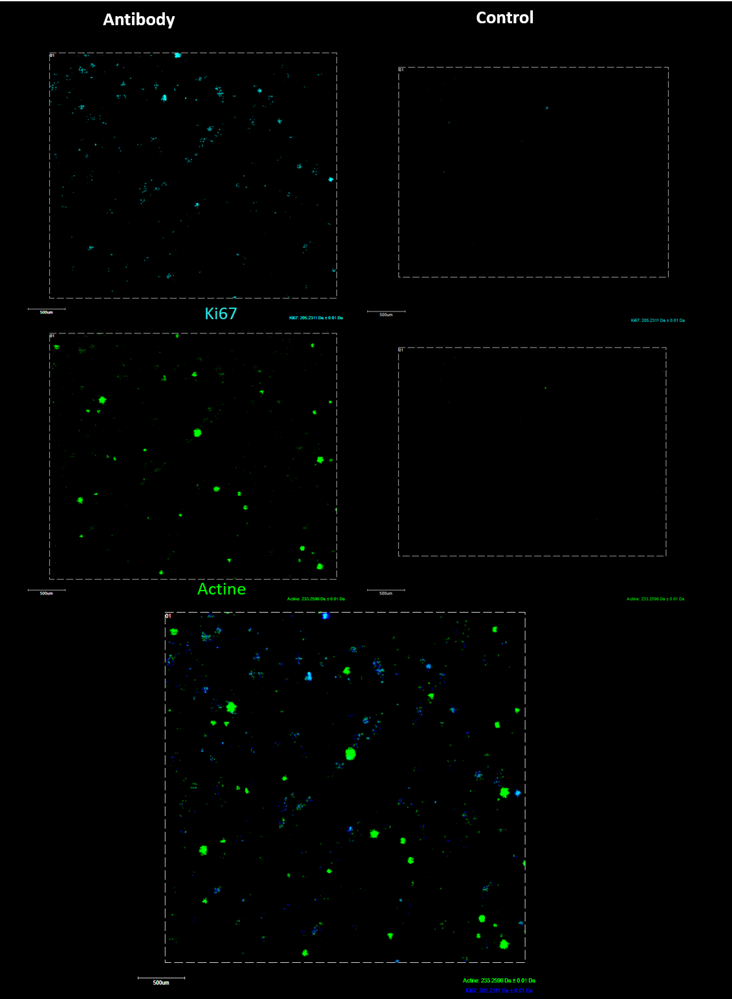 Antibody
Control
01
01
500um
Ki67
Ki67: 205.2311 Da ± 0.01 Da
500um
Ki67: 205.2311 Da ± 0.01 Da
01
01
500um
Actine
Actine: 233.2598 Da ± 0.01 Da
500um
Actine: 233.2598 Da ± 0.01 Da
01
500um
Actine: 233.2598 Da ± 0.01 Da
Ki67: 205.2311 Da ± 0.01 Da